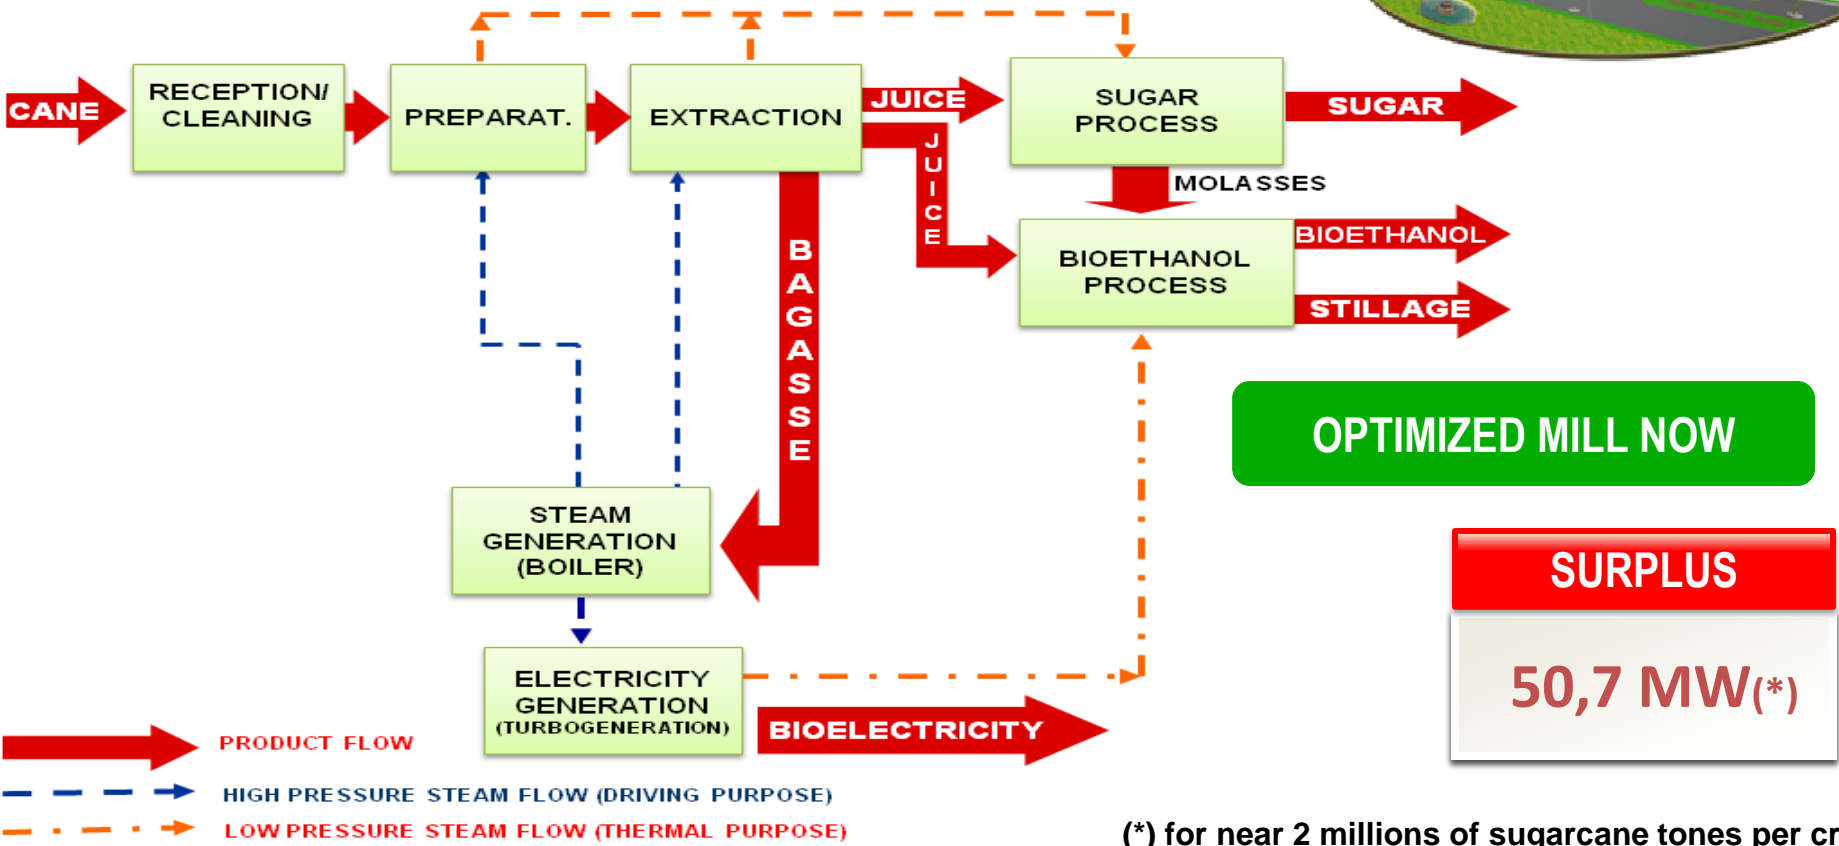 CANE
RECEPTION/
CLEANING
PREPARAT.
EXTRACTION
JUICE
SUGAR
PROCESS
SUGAR
JUICE
MOLASSES
BIOETHANOL
PROCESS
BIOETHANOL
STILLAGE
BAGASSE
OPTIMIZED MILL NOW
STEAM
GENERATION
(BOILER)
SURPLUS
50,7 MW(*)
ELECTRICITY
GENERATION
(TURBOGENERATION)
BIOELECTRICITY
PRODUCT FLOW
HIGH PRESSURE STEAM FLOW (DRIVING PURPOSE)
LOW PRESSURE STEAM FLOW (THERMAL PURPOSE)
(*) for near 2 millions of sugarcane tones per